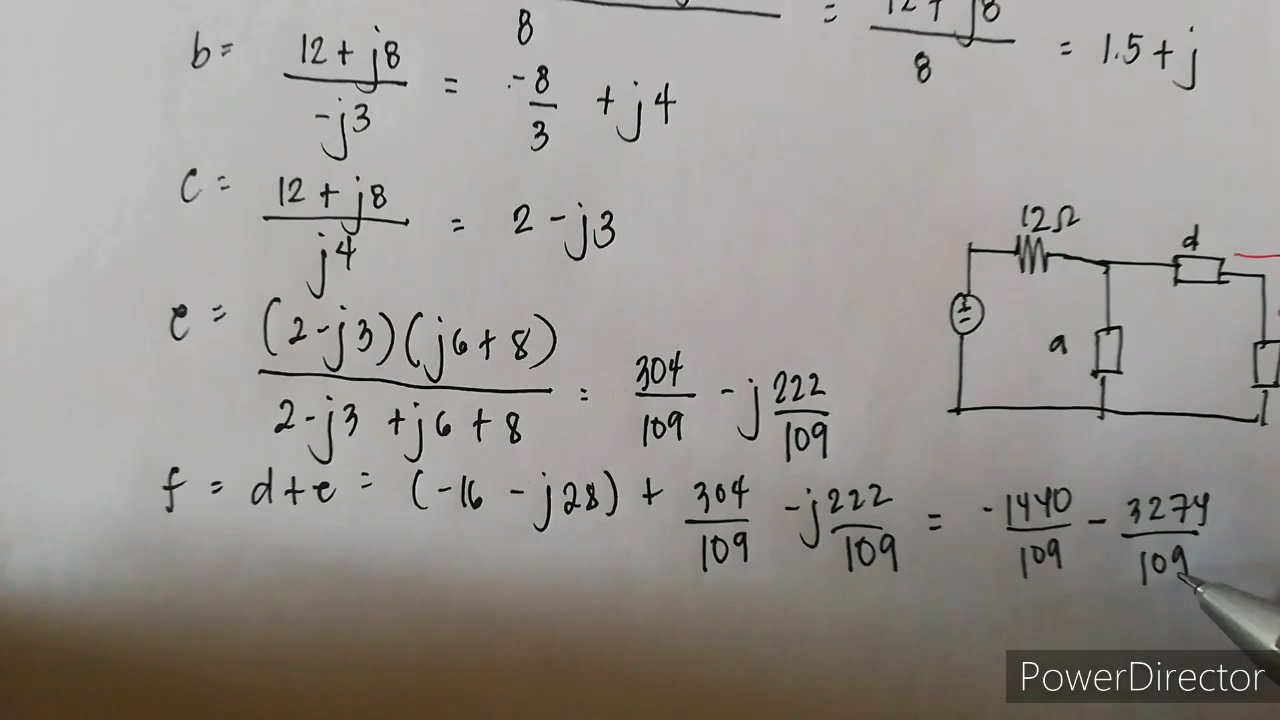 8 = 12 + j8 / 8 = 1.5 + j
b = 12 + j8 / -j3 = -8/3 + j4
c = 12 + j8 / j4 = 2 - j3
12Ω
d
a
e = (2 - j3)(j6 + 8) / 2 - j3 + j6 + 8 = 304/109 - j 222/109
f = d + e = (-16 - j28) + 304/109 - j 222/109 = -1440/109 - 3274/109
PowerDirector